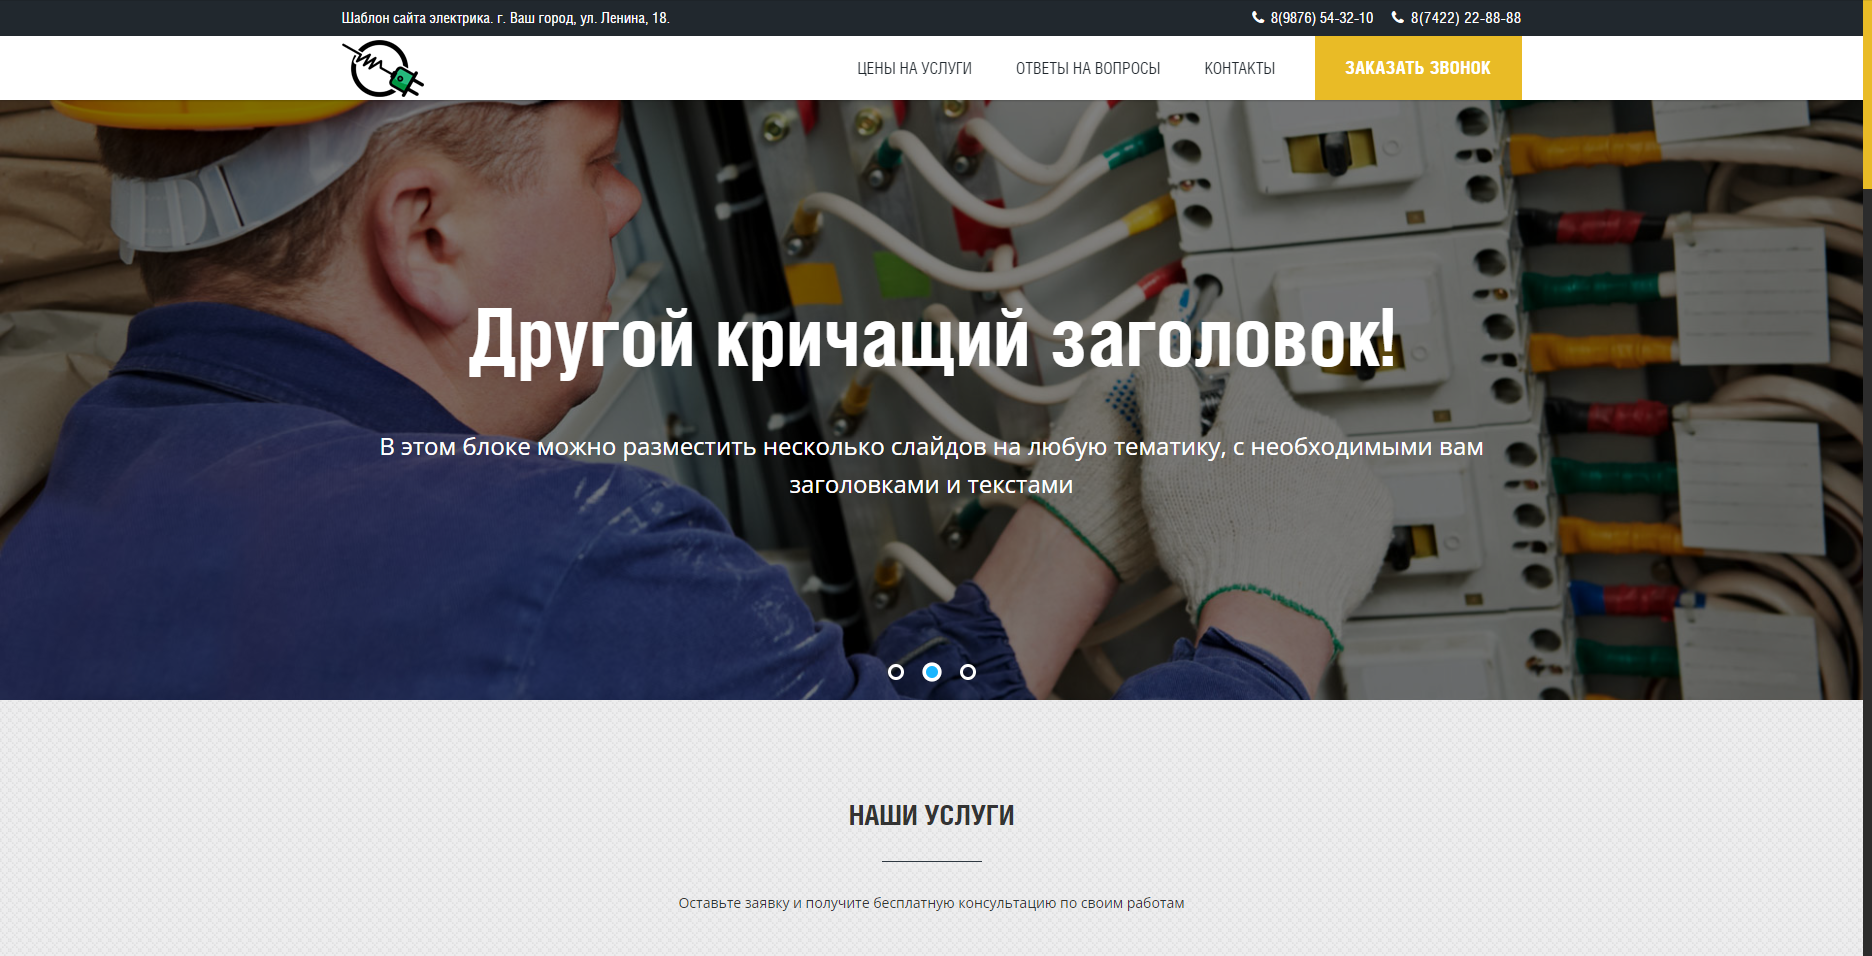 Шаблон сайта электрика. г. Ваш город, ул. Ленина, 18.
8(9876) 54-32-10
8(7422) 22-88-88
ЦЕНЫ НА УСЛУГИ
ОТВЕТЫ НА ВОПРОСЫ
КОНТАКТЫ
ЗАКАЗАТЬ ЗВОНОК
Другой кричащий заголовок!
В этом блоке можно разместить несколько слайдов на любую тематику, с необходимыми вам
заголовками и текстами
НАШИ УСЛУГИ
Оставьте заявку и получите бесплатную консультацию по своим работам